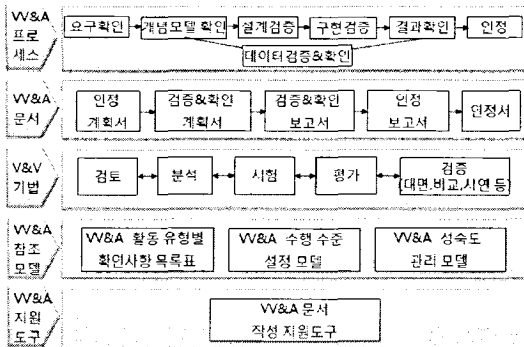 VV&A
프로
세스
요구확인
개념모델 확인
설계검증
구현검증
결과확인
인정
데이터검증&확인
VV&A
문서
인정
계획서
검증&확인
계획서
검증&확인
보고서
인정
보고서
인정서
V&V
기법
검토
분석
시험
평가
검증
(대면,비교,시연 등)
VV&A
참조
모델
VV&A 활동 유형별
확인사항 목록표
VV&A 수행 수준
설정 모델
VV&A 성숙도
관리 모델
VV&A
지원
도구
VV&A 문서
작성 지원도구